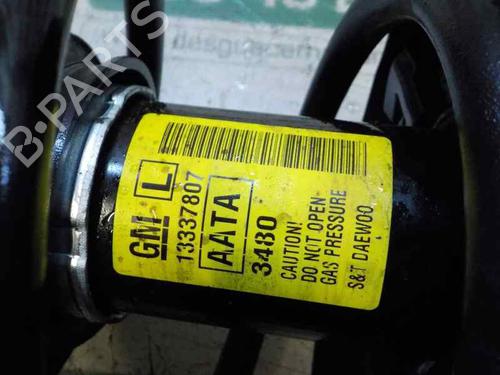 GM L
13337807
AATA
3480
CAUTION!
DO NOT OPEN
GAS PRESSURE
S&T DAEWOO
B-PARTS